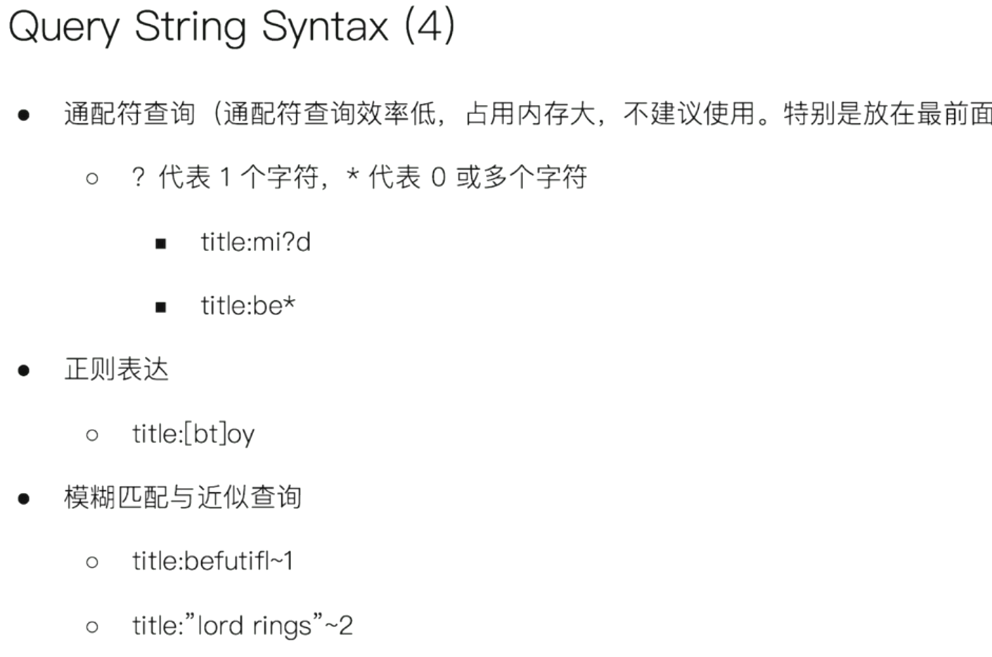 Query String Syntax (4)
● 通配符查询（通配符查询效率低，占用内存大，不建议使用。特别是放在最前面
○ ? 代表 1 个字符，* 代表 0 或多个字符
■ title:mi?d
■ title:be*
● 正则表达
○ title:[bt]oy
● 模糊匹配与近似查询
○ title:befutifl~1
○ title:”lord rings”~2